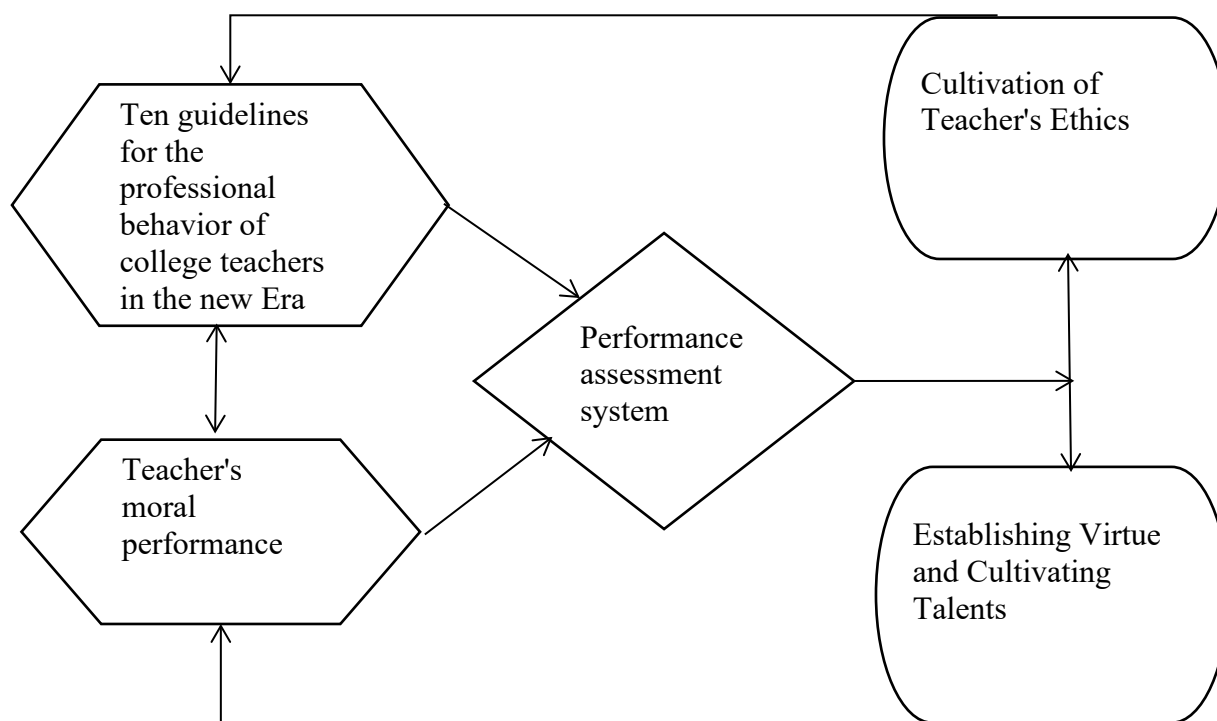 Ten guidelines
for the
professional
behavior of
college teachers
in the new Era
Cultivation of
Teacher's Ethics
Performance
assessment
system
Teacher's
moral
performance
Establishing Virtue
and Cultivating
Talents